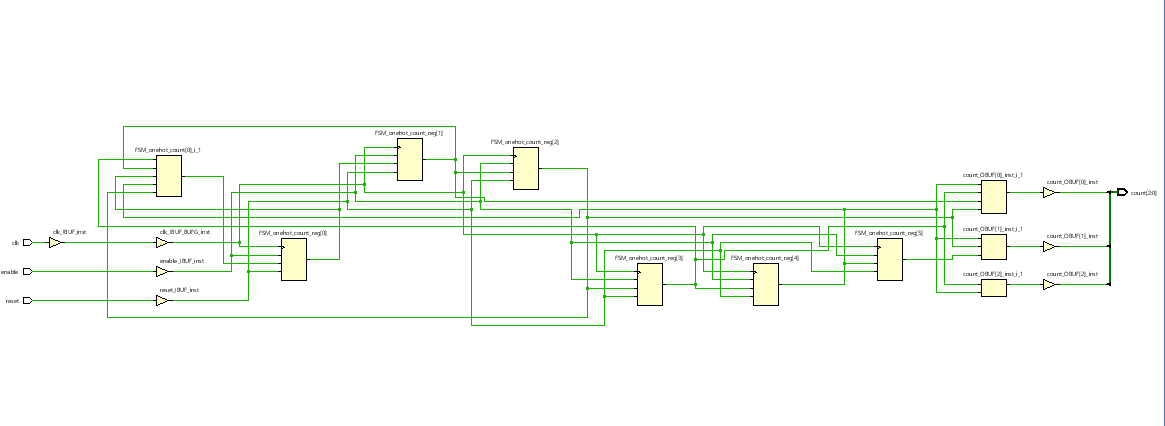 FSM_onehot_count_reg[1]
FSM_onehot_count_reg[2]
FSM_onehot_count[0]_i_1
count_OBUF[0]_inst_i_1
count_OBUF[0]_inst
count[2:0]
clk_IBUF_inst
clk_IBUF_BUFG_inst
FSM_onehot_count_reg[0]
FSM_onehot_count_reg[5]
count_OBUF[1]_inst_i_1
count_OBUF[1]_inst
clk
enable_IBUF_inst
FSM_onehot_count_reg[3]
FSM_onehot_count_reg[4]
enable
count_OBUF[2]_inst_i_1
count_OBUF[2]_inst
reset_IBUF_inst
reset